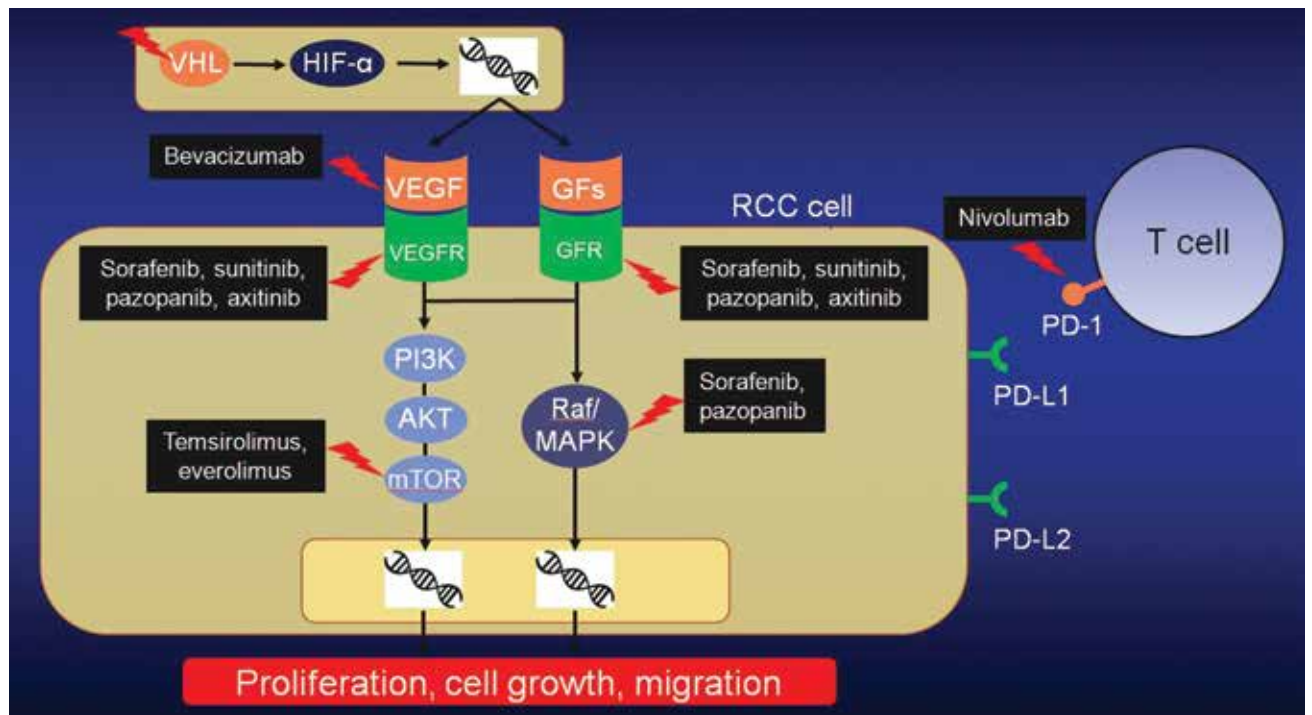 VHL
HIF-α
Bevacizumab
VEGF
GFs
RCC cell
Nivolumab
T cell
VEGFR
GFR
Sorafenib, sunitinib,
pazopanib, axitinib
Sorafenib, sunitinib,
pazopanib, axitinib
PD-1
PI3K
PD-L1
Sorafenib,
pazopanib
AKT
Raf/
MAPK
Temsirolimus,
everolimus
mTOR
PD-L2
Proliferation, cell growth, migration